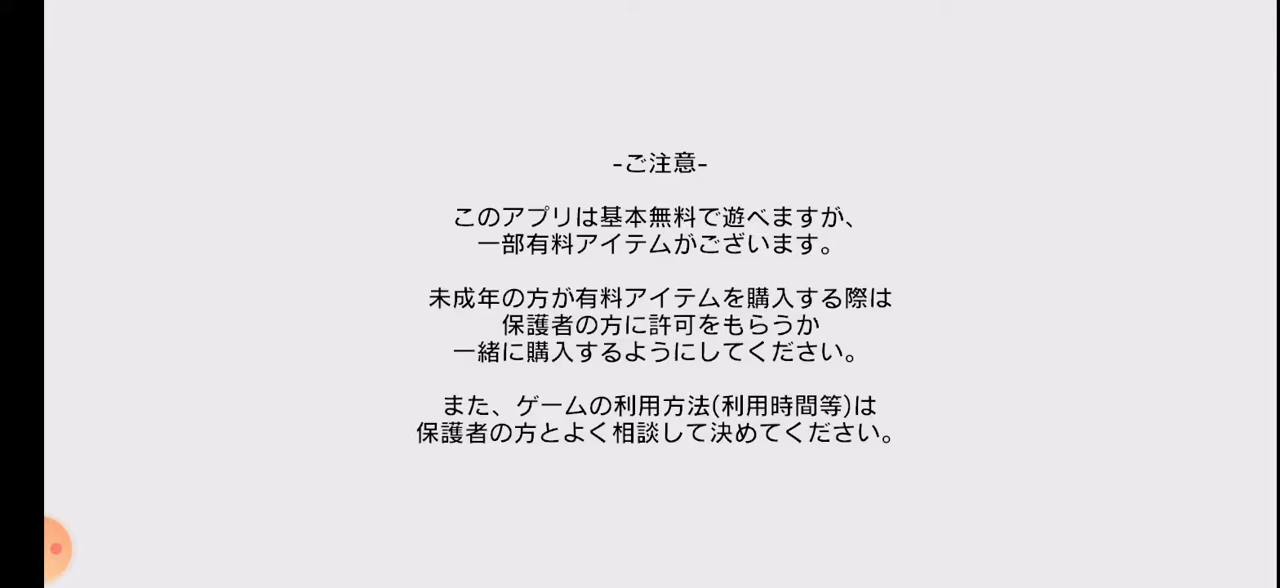 -ご注意-
このアプリは基本無料で遊べますが、
一部有料アイテムがございます。
未成年の方が有料アイテムを購入する際は
保護者の方に許可をもらうか
一緒に購入するようにしてください。
また、ゲームの利用方法(利用時間等)は
保護者の方とよく相談して決めてください。